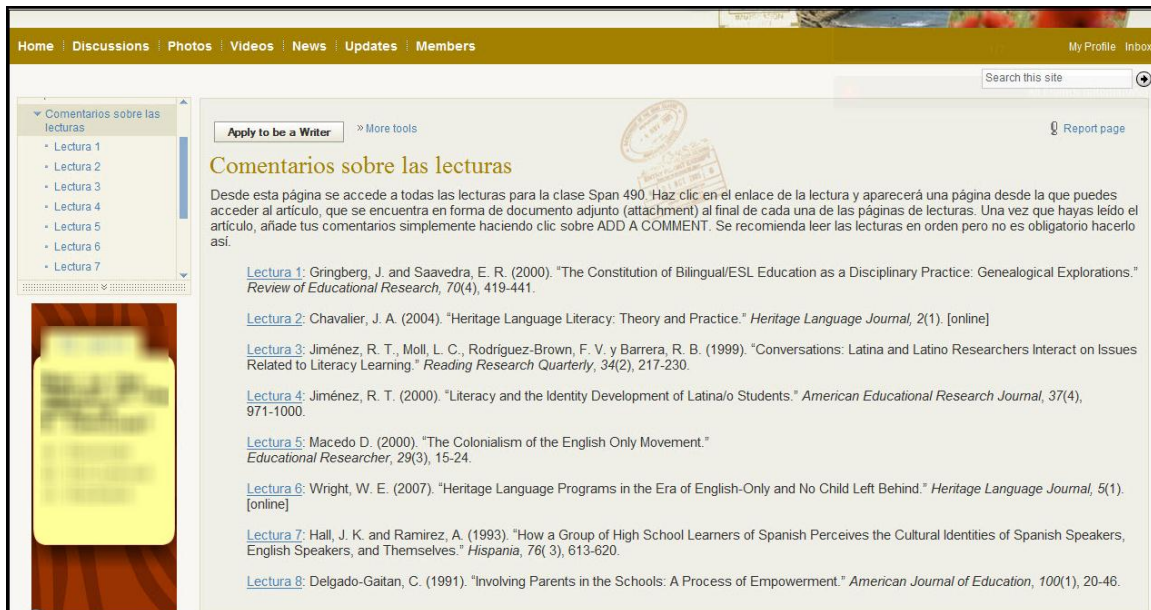 Home Discussions Photos Videos News Updates Members
My Profile Inbox
Search this site
Comentarios sobre las
lecturas
Lectura 1
Lectura 2
Lectura 3
Lectura 4
Lectura 5
Lectura 6
Lectura 7
Apply to be a Writer
» More tools
Report page
Comentarios sobre las lecturas
Desde esta página se accede a todas las lecturas para la clase Span 490. Haz clic en el enlace de la lectura y aparecerá una página desde la que puedes
acceder al artículo, que se encuentra en forma de documento adjunto (attachment) al final de cada una de las páginas de lecturas. Una vez que hayas leído el
artículo, añade tus comentarios simplemente haciendo clic sobre ADD A COMMENT. Se recomienda leer las lecturas en orden pero no es obligatorio hacerlo
así.
Lectura 1: Gringberg, J. and Saavedra, E. R. (2000). “The Constitution of Bilingual/ESL Education as a Disciplinary Practice: Genealogical Explorations.”
Review of Educational Research, 70(4), 419-441.
Lectura 2: Chavalier, J. A. (2004). “Heritage Language Literacy: Theory and Practice.” Heritage Language Journal, 2(1). [online]
Lectura 3: Jiménez, R. T., Moll, L. C., Rodríguez-Brown, F. V. y Barrera, R. B. (1999). “Conversations: Latina and Latino Researchers Interact on Issues
Related to Literacy Learning.” Reading Research Quarterly, 34(2), 217-230.
Lectura 4: Jiménez, R. T. (2000). “Literacy and the Identity Development of Latina/o Students.” American Educational Research Journal, 37(4),
971-1000.
Lectura 5: Macedo D. (2000). “The Colonialism of the English Only Movement.”
Educational Researcher, 29(3), 15-24.
Lectura 6: Wright, W. E. (2007). “Heritage Language Programs in the Era of English-Only and No Child Left Behind.” Heritage Language Journal, 5(1).
[online]
Lectura 7: Hall, J. K. and Ramirez, A. (1993). “How a Group of High School Learners of Spanish Perceives the Cultural Identities of Spanish Speakers,
English Speakers, and Themselves.” Hispania, 76( 3), 613-620.
Lectura 8: Delgado-Gaitan, C. (1991). “Involving Parents in the Schools: A Process of Empowerment.” American Journal of Education, 100(1), 20-46.